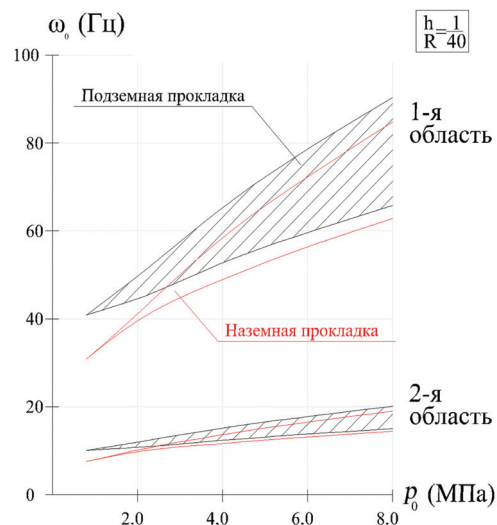 ω₀ (Гц)
h/R = 1/40
100
Подземная прокладка
1-я
область
80
60
40
Наземная прокладка
2-я
область
20
0
2.0 4.0 6.0 8.0 p₀ (МПа)